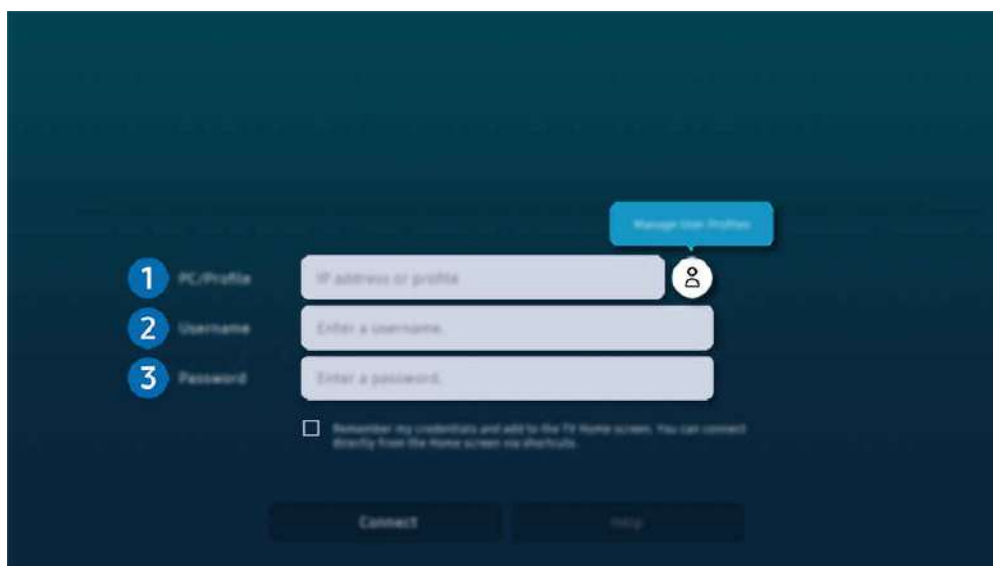 Manage User Profiles
1 PC/Profile IP address or profile
2 Username Enter a username.
3 Password Enter a password.
Remember my credentials and add to the TV Home screen. You can connect
directly from the Home screen via shortcuts.
Connect Help